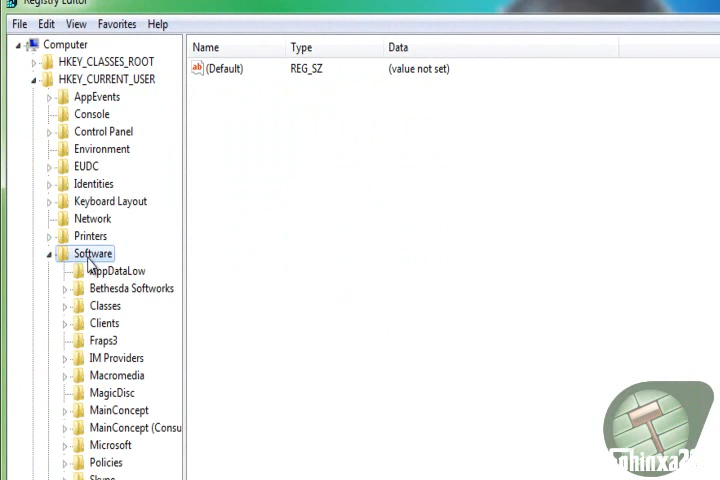 Registry Editor
File Edit View Favorites Help
Computer
HKEY_CLASSES_ROOT
HKEY_CURRENT_USER
AppEvents
Console
Control Panel
Environment
EUDC
Identities
Keyboard Layout
Network
Printers
Software
AppDataLow
Bethesda Softworks
Classes
Clients
Fraps3
IM Providers
Macromedia
MagicDisc
MainConcept
MainConcept (Consu
Microsoft
Policies
Skype
Name Type Data
ab (Default) REG_SZ (value not set)